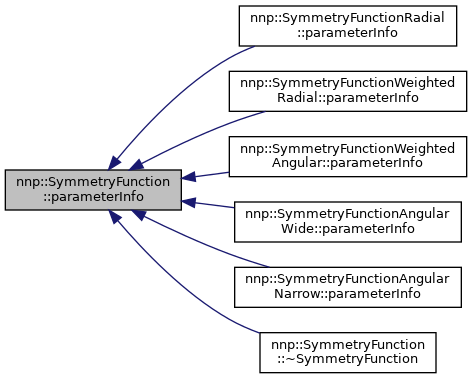 nnp::SymmetryFunctionRadial
::parameterInfo
nnp::SymmetryFunctionWeighted
Radial::parameterInfo
nnp::SymmetryFunctionWeighted
Angular::parameterInfo
nnp::SymmetryFunction
::parameterInfo
nnp::SymmetryFunctionAngular
Wide::parameterInfo
nnp::SymmetryFunctionAngular
Narrow::parameterInfo
nnp::SymmetryFunction
::~SymmetryFunction